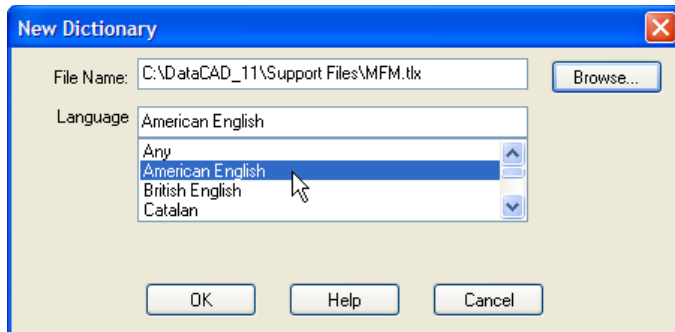 New Dictionary
File Name: C:\DataCAD_11\Support Files\MFM.tlx Browse...
Language American English
Any
American English
British English
Catalan
OK Help Cancel